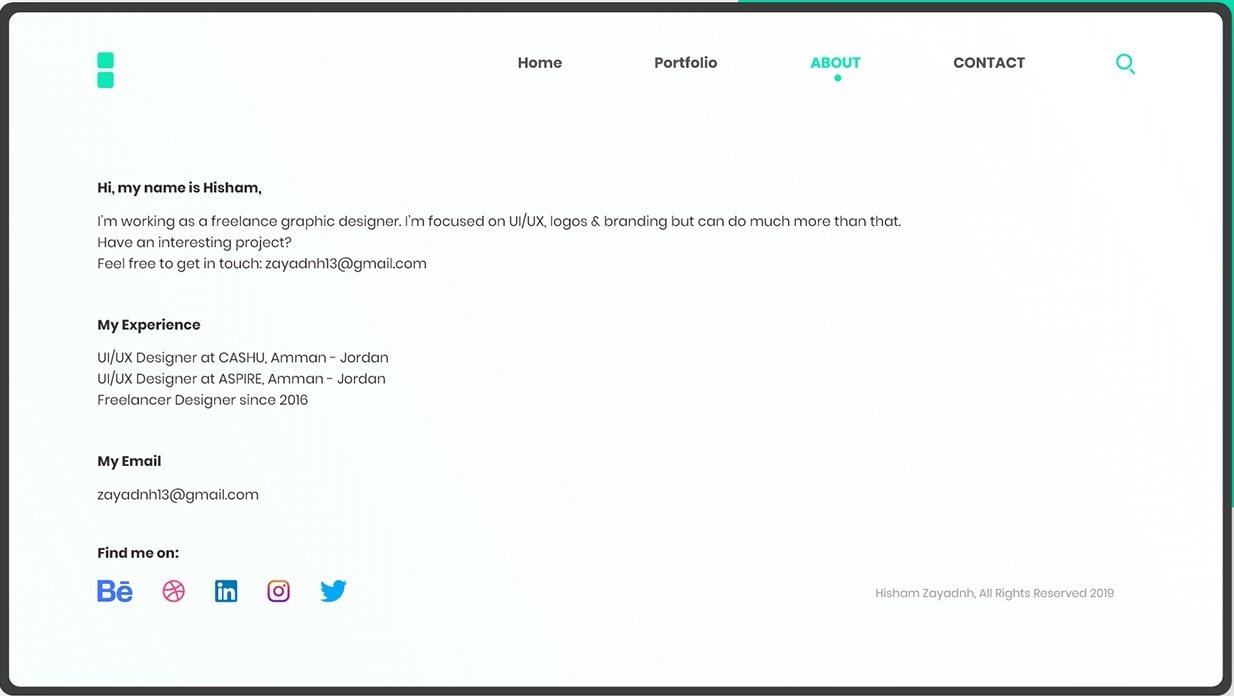 Home Portfolio ABOUT CONTACT
Hi, my name is Hisham,
I'm working as a freelance graphic designer. I'm focused on UI/UX, logos & branding but can do much more than that.
Have an interesting project?
Feel free to get in touch: zayadnh13@gmail.com
My Experience
UI/UX Designer at CASHU, Amman - Jordan
UI/UX Designer at ASPIRE, Amman - Jordan
Freelancer Designer since 2016
My Email
zayadnh13@gmail.com
Find me on:
Bē in
Hisham Zayadnh, All Rights Reserved 2019